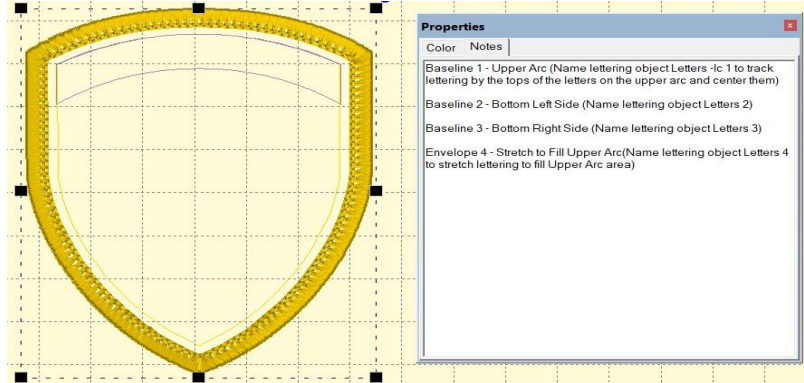 Properties
Color Notes
Baseline 1 - Upper Arc (Name lettering object Letters -lc 1 to track
lettering by the tops of the letters on the upper arc and center them)
Baseline 2 - Bottom Left Side (Name lettering object Letters 2)
Baseline 3 - Bottom Right Side (Name lettering object Letters 3)
Envelope 4 - Stretch to Fill Upper Arc(Name lettering object Letters 4
to stretch lettering to fill Upper Arc area)